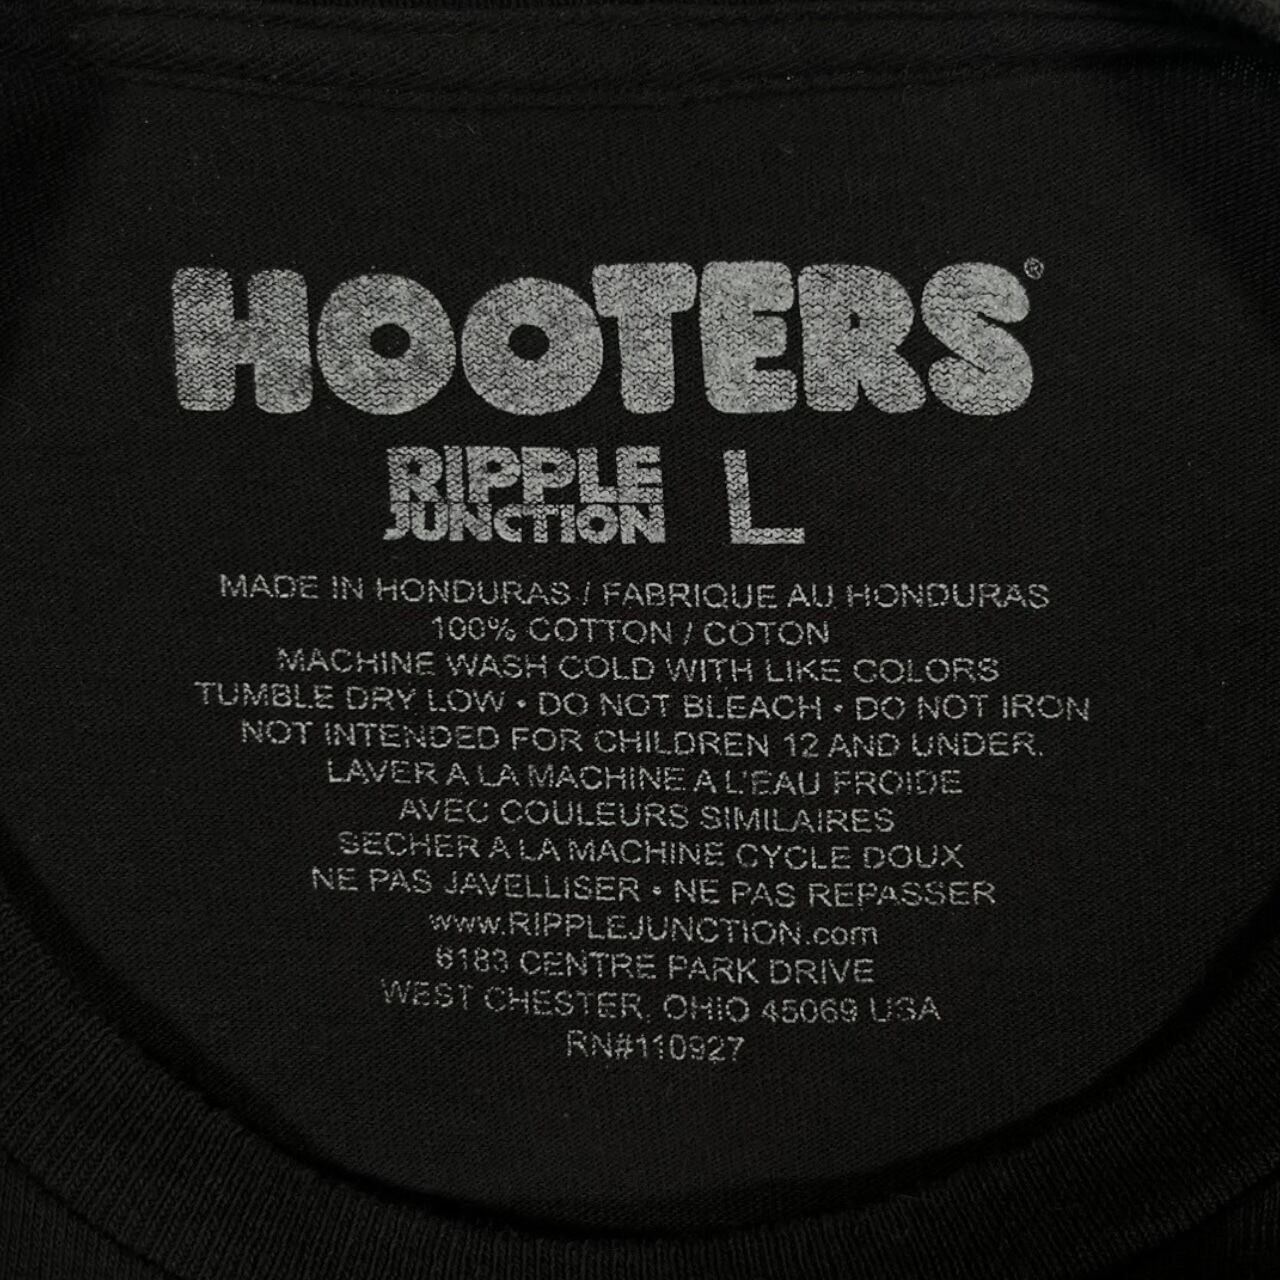 HOOTERS®
RIPPLE JUNCTION L
MADE IN HONDURAS / FABRIQUE AU HONDURAS
100% COTTON / COTON
MACHINE WASH COLD WITH LIKE COLORS
TUMBLE DRY LOW • DO NOT BLEACH • DO NOT IRON
NOT INTENDED FOR CHILDREN 12 AND UNDER.
LAVER A LA MACHINE A L'EAU FROIDE
AVEC COULEURS SIMILAIRES
SECHER A LA MACHINE CYCLE DOUX
NE PAS JAVELLISER • NE PAS REPASSER
www.RIPPLEJUNCTION.com
6183 CENTRE PARK DRIVE
WEST CHESTER, OHIO 45069 USA
RN#110927